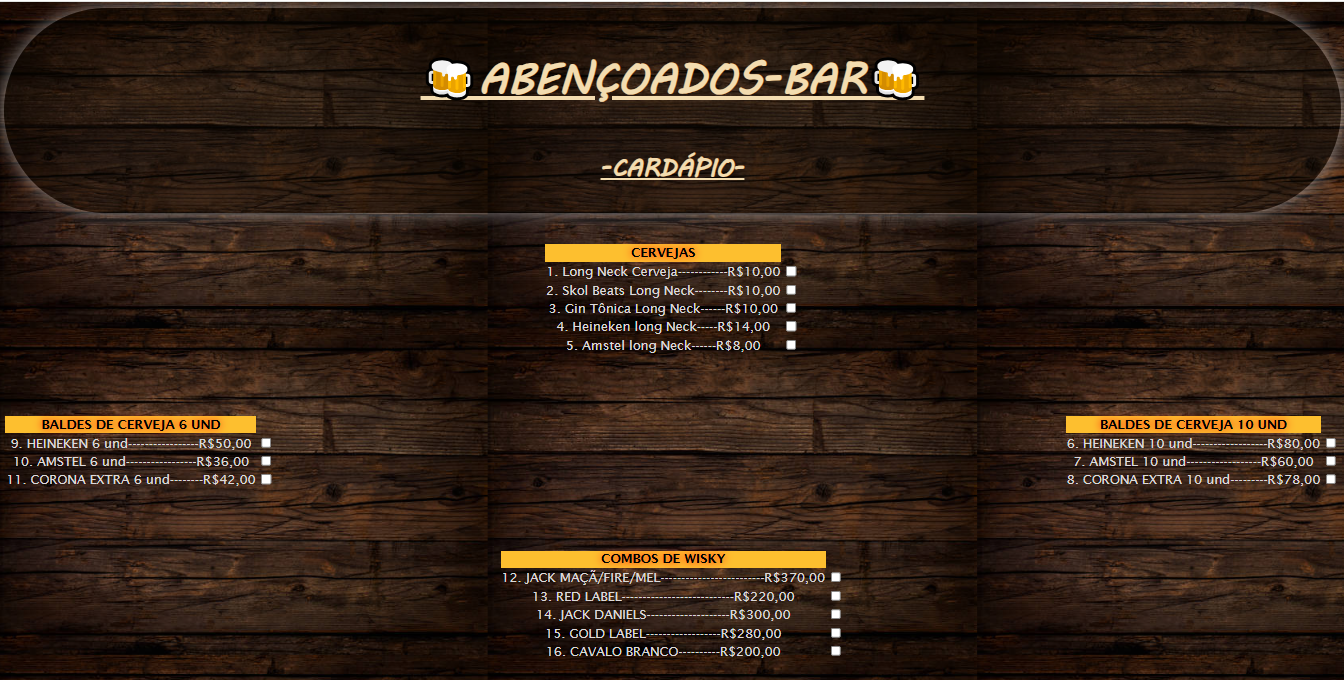 ABENÇOADOS-BAR
-CARDÁPIO-
CERVEJAS
1. Long Neck Cerveja------------R$10,00
2. Skol Beats Long Neck--------R$10,00
3. Gin Tônica Long Neck------R$10,00
4. Heineken long Neck-----R$14,00
5. Amstel long Neck------R$8,00
BALDES DE CERVEJA 6 UND
9. HEINEKEN 6 und-----------------R$50,00
10. AMSTEL 6 und-----------------R$36,00
11. CORONA EXTRA 6 und--------R$42,00
BALDES DE CERVEJA 10 UND
6. HEINEKEN 10 und------------------R$80,00
7. AMSTEL 10 und------------------R$60,00
8. CORONA EXTRA 10 und---------R$78,00
COMBOS DE WISKY
12. JACK MAÇÃ/FIRE/MEL-------------------------R$370,00
13. RED LABEL---------------------------R$220,00
14. JACK DANIELS--------------------R$300,00
15. GOLD LABEL------------------R$280,00
16. CAVALO BRANCO----------R$200,00